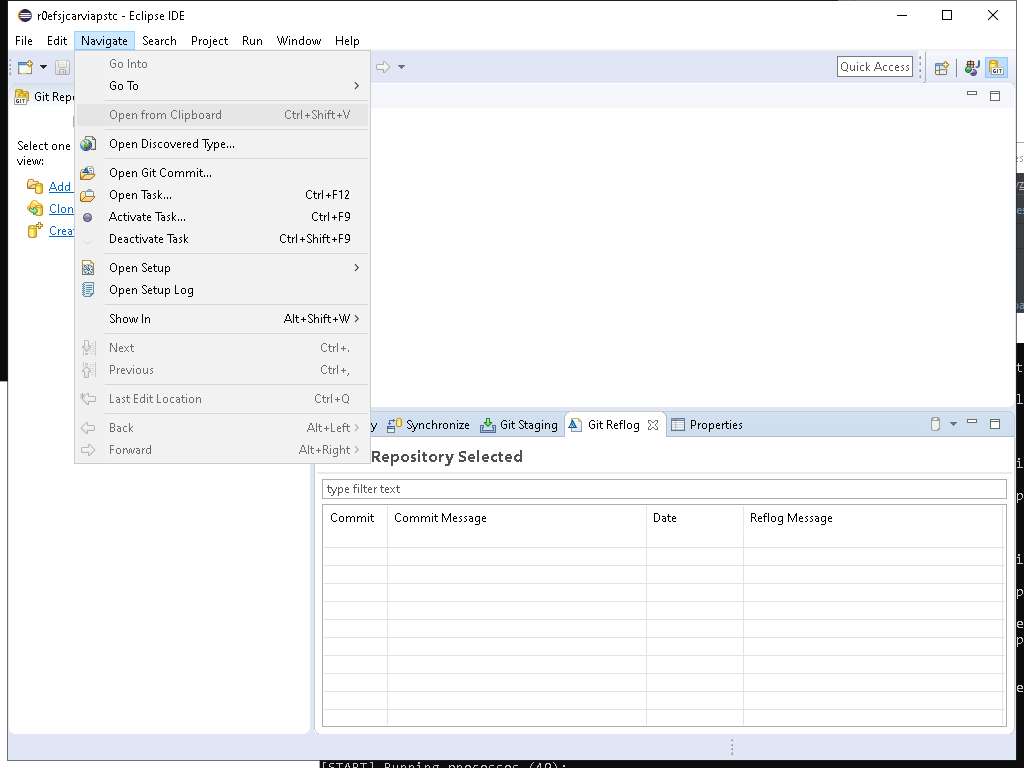 r0efsjcarviapstc - Eclipse IDE
File Edit Navigate Search Project Run Window Help
Quick Access
Git
Go Into
Go To
Open from Clipboard Ctrl+Shift+V
Open Discovered Type...
Open Git Commit...
Open Task... Ctrl+F12
Activate Task... Ctrl+F9
Deactivate Task Ctrl+Shift+F9
Open Setup
Open Setup Log
Show In Alt+Shift+W
Next Ctrl+.
Previous Ctrl+,
Last Edit Location Ctrl+Q
Back Alt+Left
Forward Alt+Right
Select one
view:
Add
Synchronize Git Staging Git Reflog Properties
Repository Selected
type filter text
Commit Commit Message Date Reflog Message
[START] Running processes (49):